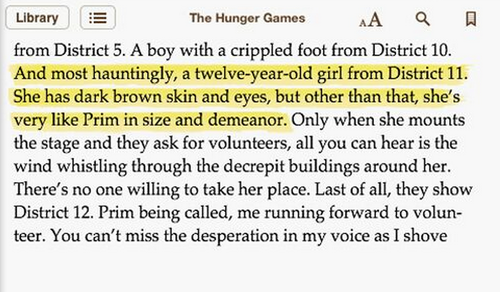 Library The Hunger Games AA
from District 5. A boy with a crippled foot from District 10.
And most hauntingly, a twelve-year-old girl from District 11.
She has dark brown skin and eyes, but other than that, she's
very like Prim in size and demeanor. Only when she mounts
the stage and they ask for volunteers, all you can hear is the
wind whistling through the decrepit buildings around her.
There's no one willing to take her place. Last of all, they show
District 12. Prim being called, me running forward to volun-
teer. You can't miss the desperation in my voice as I shove